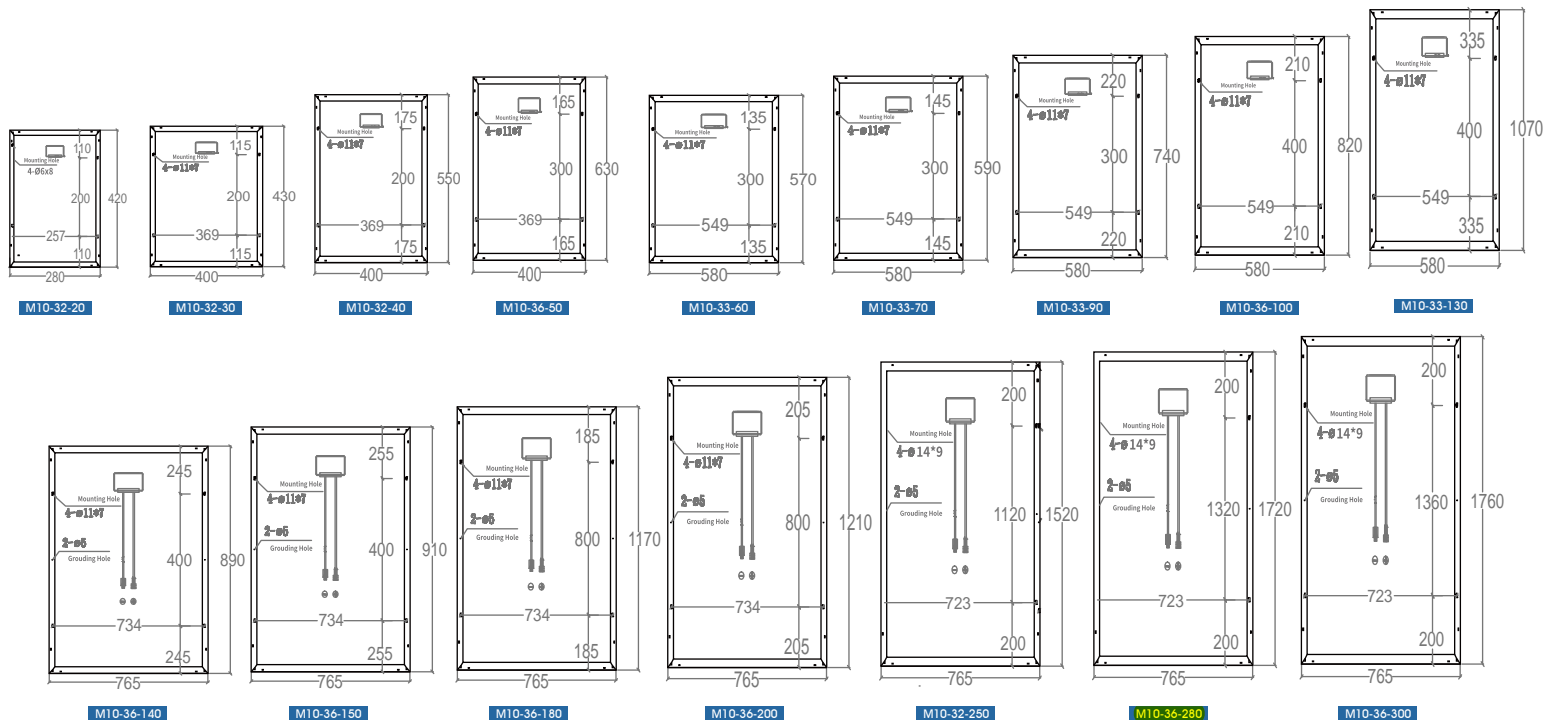 110
Mounting Hole
4-Ø6x8
200
420
257
110
280
M10-32-20
115
Mounting Hole
4-ø11*7
200
430
369
115
400
M10-32-30
175
Mounting Hole
4-ø11*7
200
550
369
175
400
M10-32-40
165
Mounting Hole
4-ø11*7
300
630
369
165
400
M10-36-50
135
Mounting Hole
4-ø11*7
300
570
549
135
580
M10-33-60
145
Mounting Hole
4-ø11*7
300
590
549
145
580
M10-33-70
220
Mounting Hole
4-ø11*7
300
740
549
220
580
M10-33-90
210
Mounting Hole
4-ø11*7
400
820
549
210
580
M10-36-100
335
Mounting Hole
4-ø11*7
400
1070
549
335
580
M10-33-130
245
Mounting Hole
4-ø11*7
2-ø5
Grouding Hole
400
890
734
245
765
M10-36-140
255
Mounting Hole
4-ø11*7
2-ø5
Grouding Hole
400
910
734
255
765
M10-36-150
185
Mounting Hole
4-ø11*7
2-ø5
Grouding Hole
800
1170
734
185
765
M10-36-180
205
Mounting Hole
4-ø11*7
2-ø5
Grouding Hole
800
1210
734
205
765
M10-36-200
200
Mounting Hole
4-ø14*9
2-ø5
Grouding Hole
1120
1520
723
200
765
M10-32-250
200
Mounting Hole
4-ø14*9
2-ø5
Grouding Hole
1320
1720
723
200
765
M10-36-280
200
Mounting Hole
4-ø14*9
2-ø5
Grouding Hole
1360
1760
723
200
765
M10-36-300